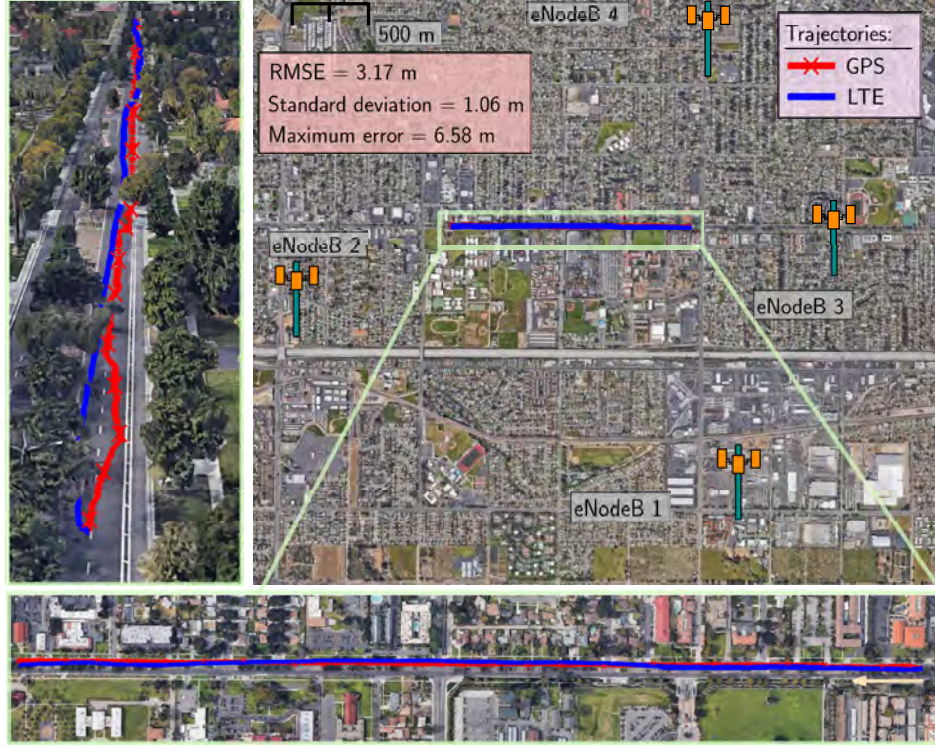 eNodeB 4
500 m
Trajectories:
GPS
LTE
RMSE = 3.17 m
Standard deviation = 1.06 m
Maximum error = 6.58 m
eNodeB 2
eNodeB 3
eNodeB 1